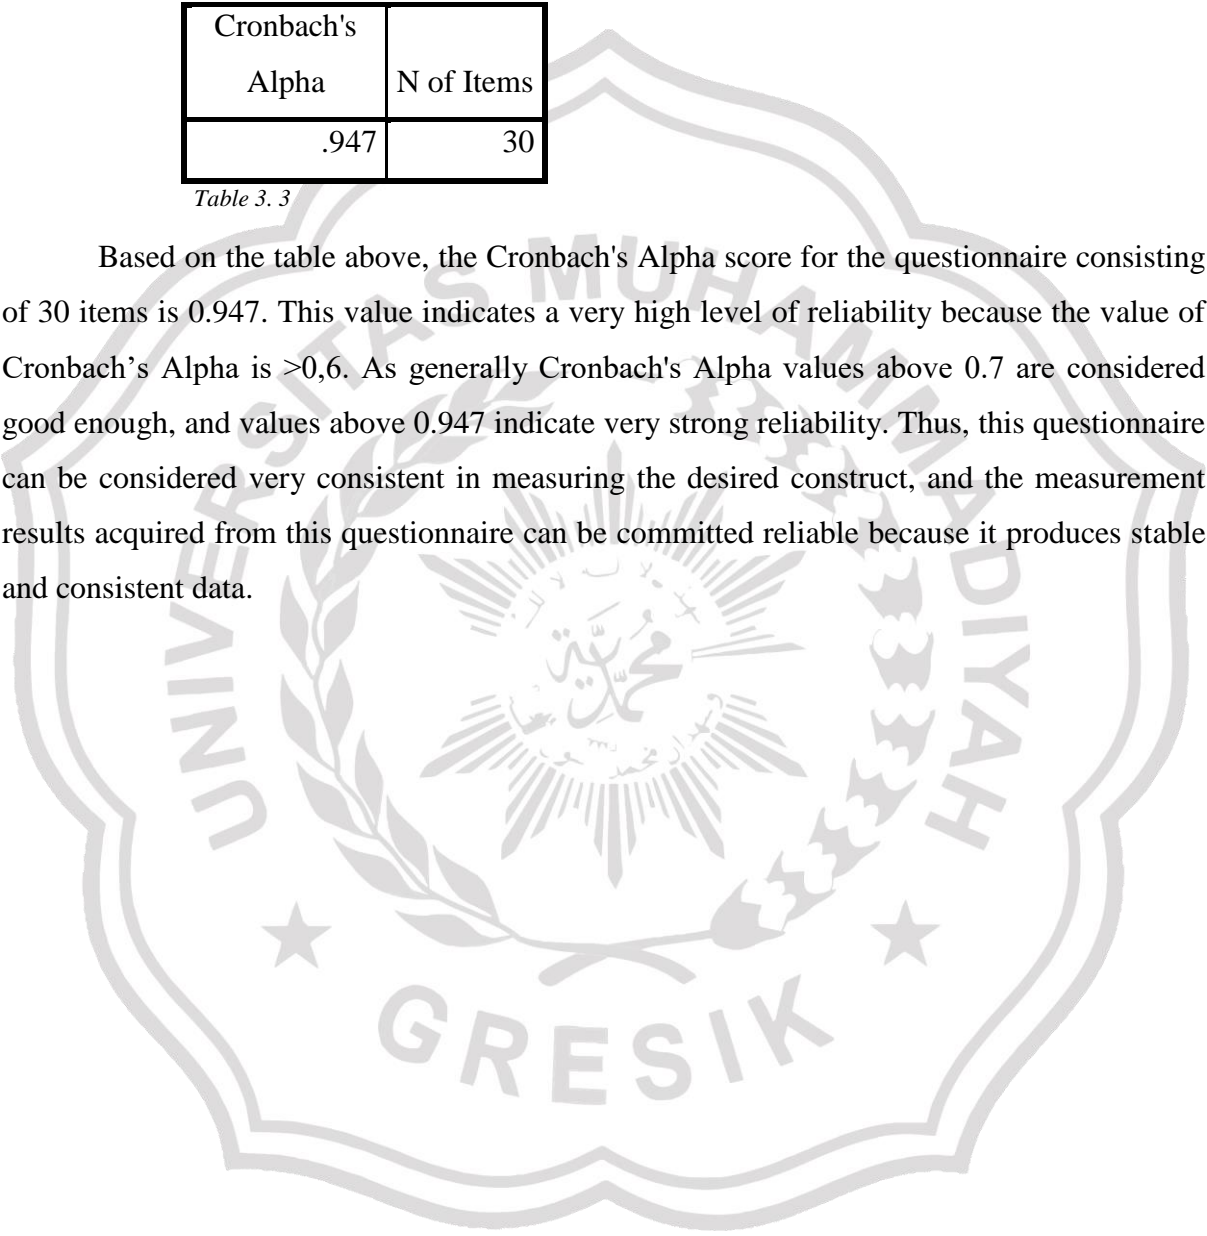 Cronbach's
Alpha N of Items
.947 30
Table 3. 3
Based on the table above, the Cronbach's Alpha score for the questionnaire consisting
of 30 items is 0.947. This value indicates a very high level of reliability because the value of
Cronbach’s Alpha is >0,6. As generally Cronbach's Alpha values above 0.7 are considered
good enough, and values above 0.947 indicate very strong reliability. Thus, this questionnaire
can be considered very consistent in measuring the desired construct, and the measurement
results acquired from this questionnaire can be committed reliable because it produces stable
and consistent data.
UNIVERSITAS MUHAMMADIYAH
GRESIK
محمدية